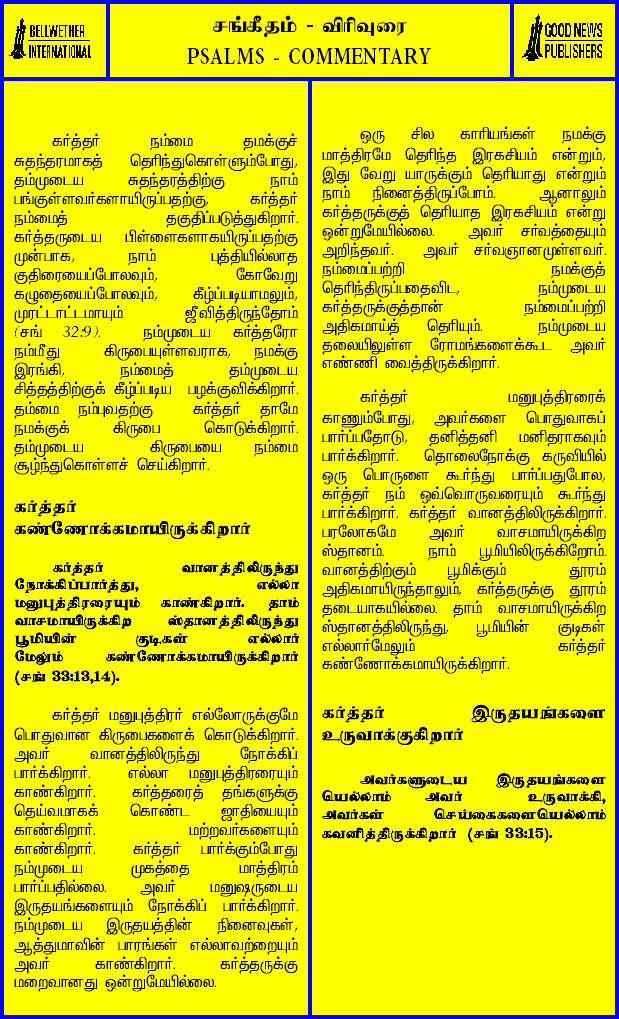 BELLWETHER
INTERNATIONAL
சங்கீதம் - விரிவுரை
PSALMS - COMMENTARY
GOOD NEWS
PUBLISHERS
கர்த்தர் நம்மை தமக்குச்
சுதந்தரமாகத் தெரிந்துகொள்ளும்போது,
தம்முடைய சுதந்தரத்திற்கு நாம்
பங்குள்ளவர்களாயிருப்பதற்கு, கர்த்தர்
நம்மைத் தகுதிப்படுத்துகிறார்.
கர்த்தருடைய பிள்ளைகளாகயிருப்பதற்கு
முன்பாக, நாம் புத்தியில்லாத
குதிரையைப்போலவும், கோவேறு
கழுதையைப்போலவும், கீழ்ப்படியாமலும்,
முரட்டாட்டமாயும் ஜீவித்திருந்தோம்
(சங் 32:9). நம்முடைய கர்த்தரோ
நம்மீது கிருபையுள்ளவராக, நமக்கு
இரங்கி, நம்மைத் தம்முடைய
சித்தத்திற்குக் கீழ்ப்படிய பழக்குவிக்கிறார்.
தம்மை நம்புவதற்கு கர்த்தர் தாமே
நமக்குக் கிருபை கொடுக்கிறார்.
தம்முடைய கிருபையை நம்மை
சூழ்ந்துகொள்ளச் செய்கிறார்.
கர்த்தர்
கண்ணோக்கமாயிருக்கிறார்
கர்த்தர் வானத்திலிருந்து
நோக்கிப்பார்த்து, எல்லா
மனுபுத்திரரையும் காண்கிறார். தாம்
வாசமாயிருக்கிற ஸ்தானத்திலிருந்து
பூமியின் குடிகள் எல்லார்
மேலும் கண்ணோக்கமாயிருக்கிறார்
(சங் 33:13,14).
கர்த்தர் மனுபுத்திரர் எல்லோருக்குமே
பொதுவான கிருபைகளைக் கொடுக்கிறார்.
அவர் வானத்திலிருந்து நோக்கிப்
பார்க்கிறார். எல்லா மனுபுத்திரரையும்
காண்கிறார். கர்த்தரைத் தங்களுக்கு
தெய்வமாகக் கொண்ட ஜாதியையும்
காண்கிறார். மற்றவர்களையும்
காண்கிறார். கர்த்தர் பார்க்கும்போது
நம்முடைய முகத்தை மாத்திரம்
பார்ப்பதில்லை. அவர் மனுஷருடைய
இருதயங்களையும் நோக்கிப் பார்க்கிறார்.
நம்முடைய இருதயத்தின் நினைவுகள்,
ஆத்துமாவின் பாரங்கள் எல்லாவற்றையும்
அவர் காண்கிறார். கர்த்தருக்கு
மறைவானது ஒன்றுமேயில்லை.
ஒரு சில காரியங்கள் நமக்கு
மாத்திரமே தெரிந்த இரகசியம் என்றும்,
இது வேறு யாருக்கும் தெரியாது என்றும்
நாம் நினைத்திருப்போம். ஆனாலும்
கர்த்தருக்குத் தெரியாத இரகசியம் என்று
ஒன்றுமேயில்லை. அவர் சர்வத்தையும்
அறிந்தவர். அவர் சர்வஞானமுள்ளவர்.
நம்மைப்பற்றி நமக்குத்
தெரிந்திருப்பதைவிட, நம்முடைய
கர்த்தருக்குத்தான் நம்மைப்பற்றி
அதிகமாய்த் தெரியும். நம்முடைய
தலையிலுள்ள ரோமங்களைக்கூட அவர்
எண்ணி வைத்திருக்கிறார்.
கர்த்தர் மனுபுத்திரரைக்
காணும்போது, அவர்களை பொதுவாகப்
பார்ப்பதோடு, தனித்தனி மனிதராகவும்
பார்க்கிறார். தொலைநோக்கு கருவியில்
ஒரு பொருளை கூர்ந்து பார்ப்பதுபோல,
கர்த்தர் நம் ஒவ்வொருவரையும் கூர்ந்து
பார்க்கிறார். கர்த்தர் வானத்திலிருக்கிறார்.
பரலோகமே அவர் வாசமாயிருக்கிற
ஸ்தானம். நாம் பூமியிலிருக்கிறோம்.
வானத்திற்கும் பூமிக்கும் தூரம்
அதிகமாயிருந்தாலும், கர்த்தருக்கு தூரம்
தடையாகயில்லை. தாம் வாசமாயிருக்கிற
ஸ்தானத்திலிருந்து, பூமியின் குடிகள்
எல்லார்மேலும் கர்த்தர்
கண்ணோக்கமாயிருக்கிறார்.
கர்த்தர் இருதயங்களை
உருவாக்குகிறார்
அவர்களுடைய இருதயங்களை
யெல்லாம் அவர் உருவாக்கி,
அவர்கள் செய்கைகளையெல்லாம்
கவனித்திருக்கிறார் (சங் 33:15).